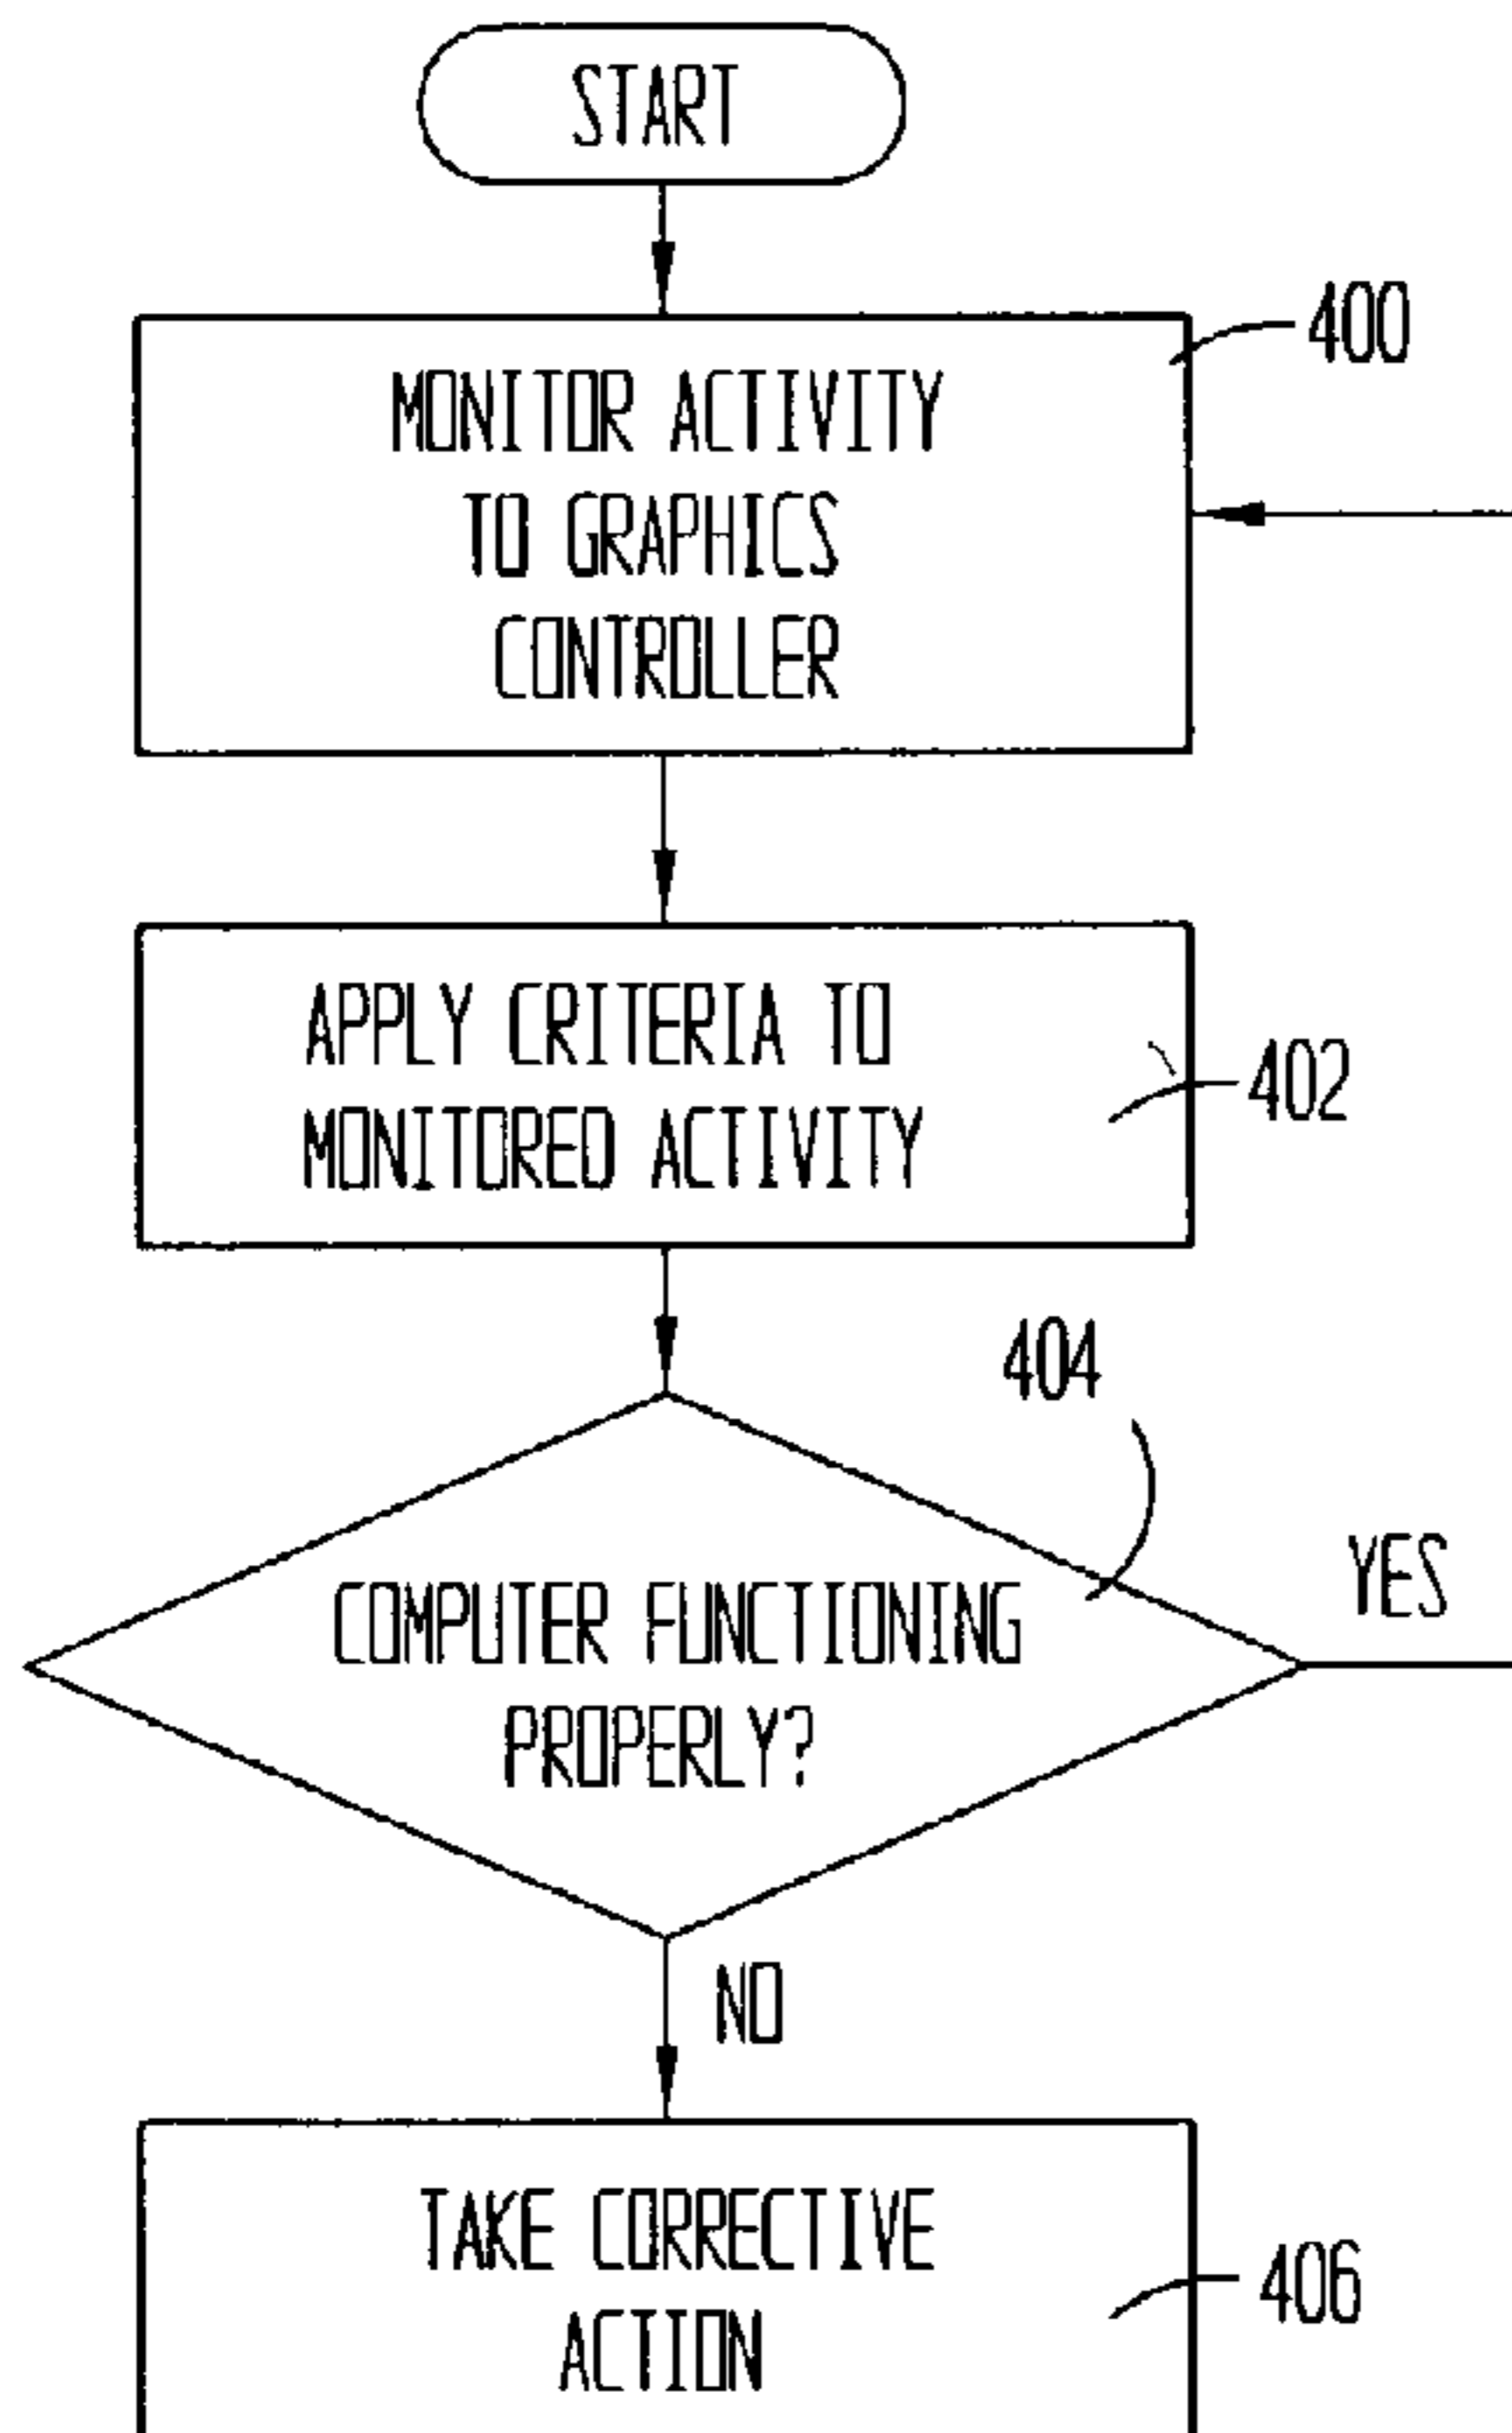 START
400
MONITOR ACTIVITY
TO GRAPHICS
CONTROLLER
APPLY CRITERIA TO
MONITORED ACTIVITY
402
404
COMPUTER FUNCTIONING
PROPERLY?
YES
NO
TAKE CORRECTIVE
ACTION
406